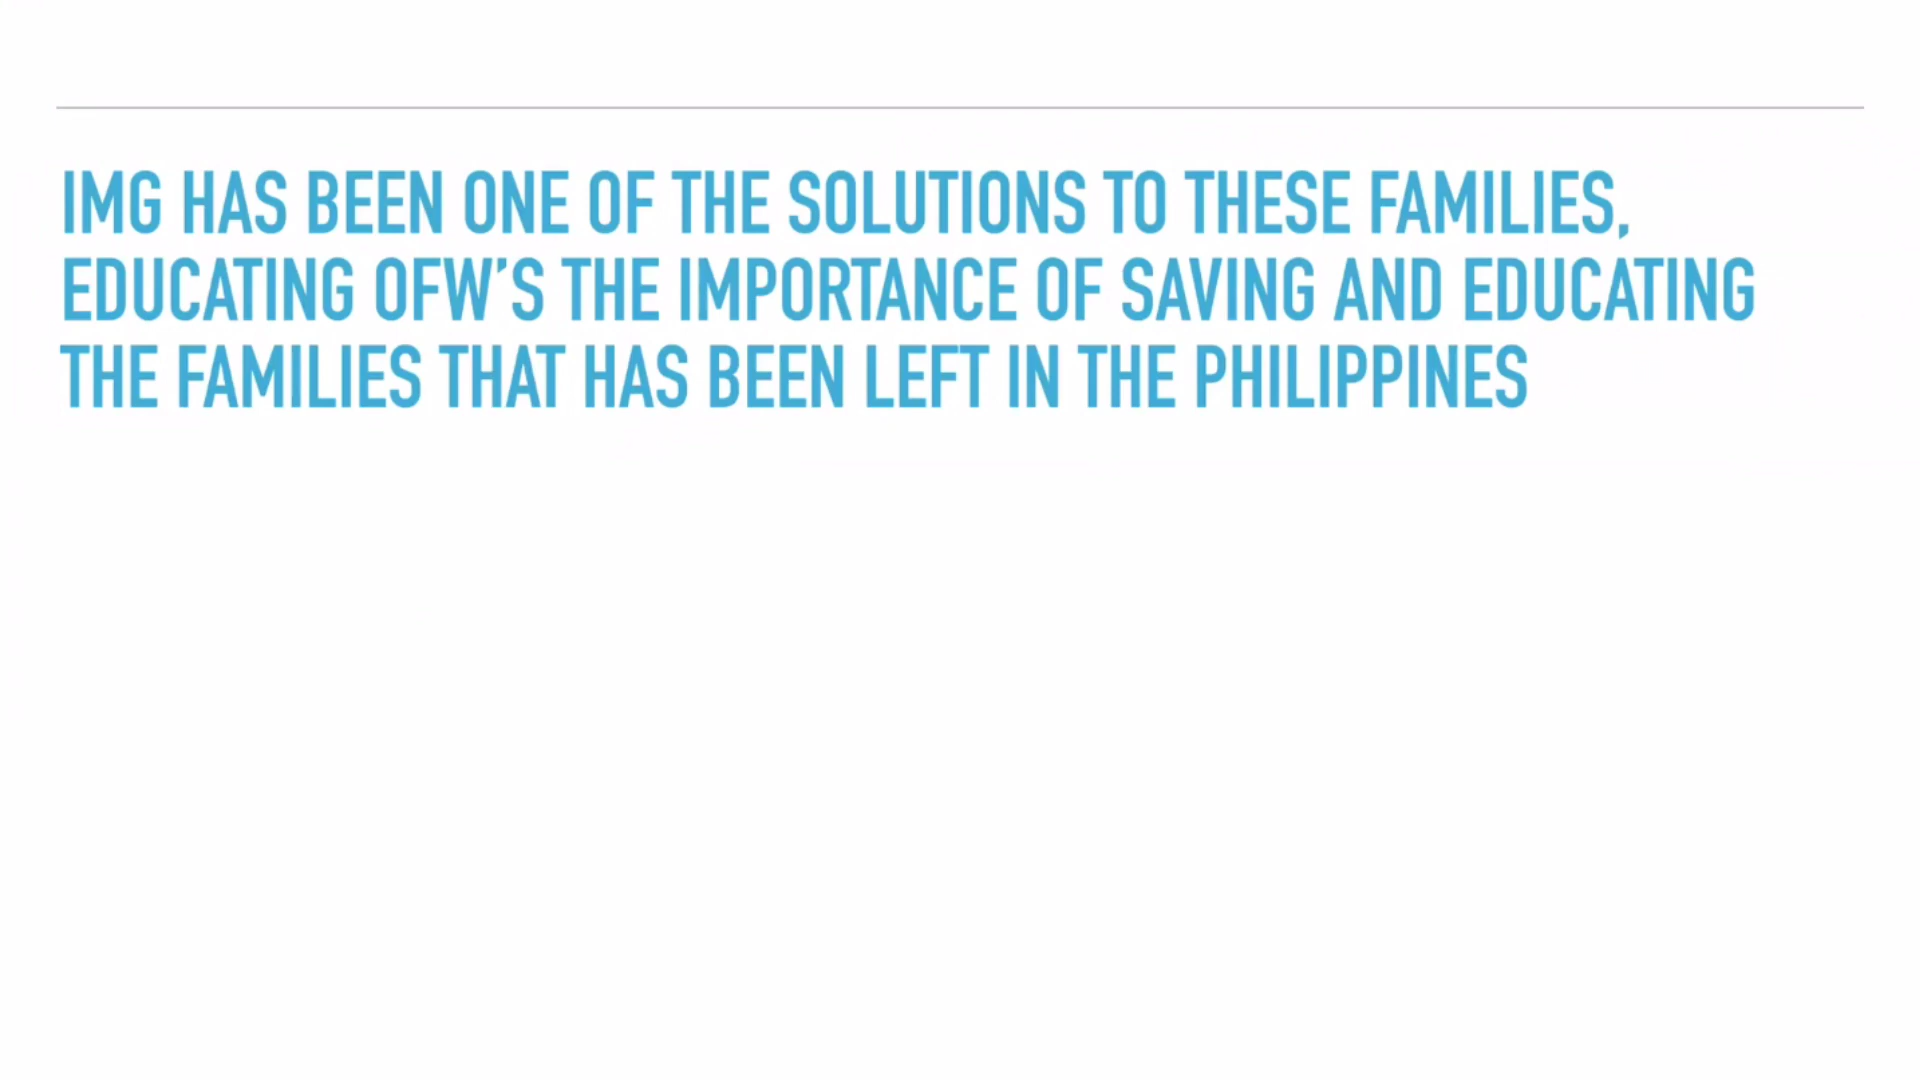 IMG HAS BEEN ONE OF THE SOLUTIONS TO THESE FAMILIES,
EDUCATING OFW’S THE IMPORTANCE OF SAVING AND EDUCATING
THE FAMILIES THAT HAS BEEN LEFT IN THE PHILIPPINES